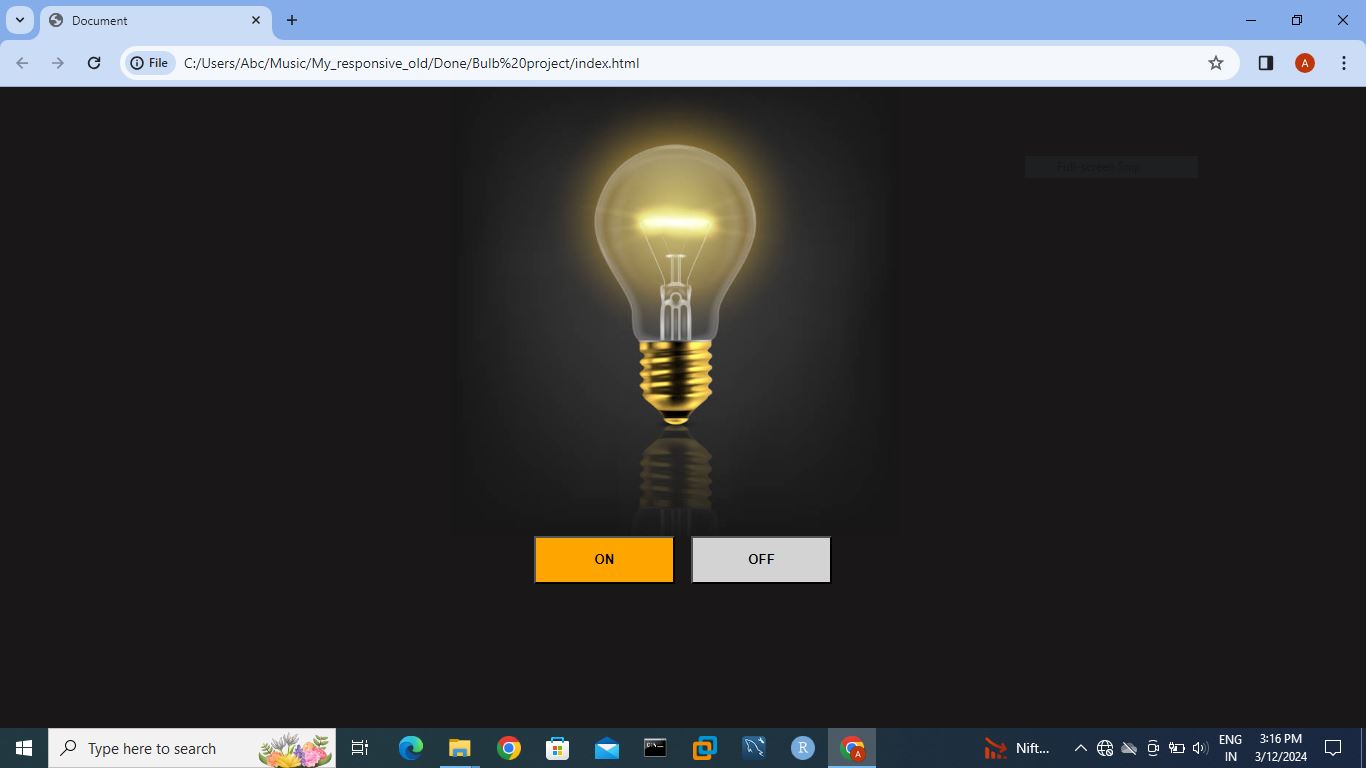 Document
File
C:/Users/Abc/Music/My_responsive_old/Done/Bulb%20project/index.html
A
Full-screen Snip
ON
OFF
Type here to search
R
A
Nift...
ENG
IN
3:16 PM
3/12/2024